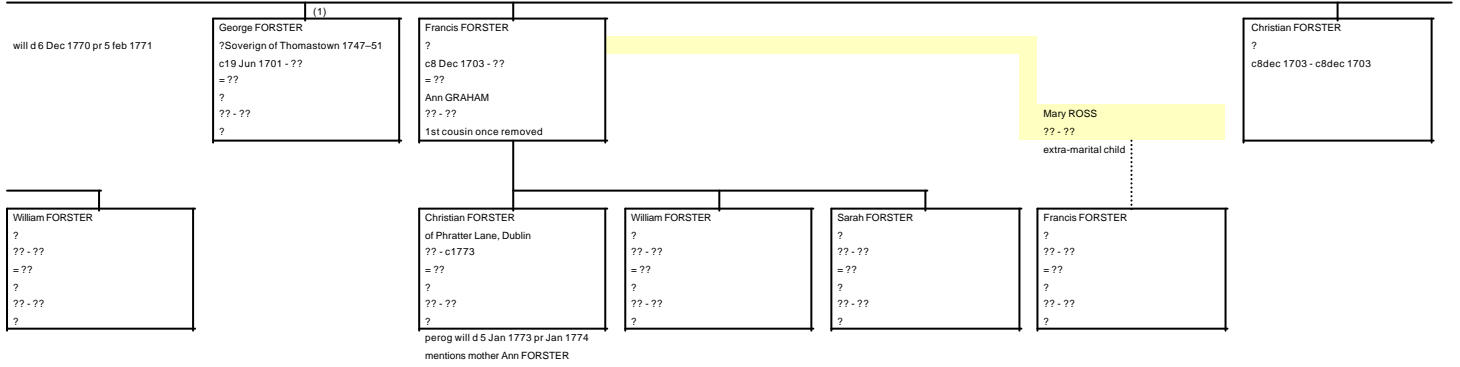 (1)
will d 6 Dec 1770 pr 5 feb 1771
George FORSTER
?Soverign of Thomastown 1747–51
c19 Jun 1701 - ??
= ??
?
?? - ??
?
Francis FORSTER
?
c8 Dec 1703 - ??
= ??
Ann GRAHAM
?? - ??
1st cousin once removed
Mary ROSS
?? - ??
extra-marital child
Christian FORSTER
?
c8dec 1703 - c8dec 1703
William FORSTER
?
?? - ??
= ??
?
?? - ??
?
Christian FORSTER
of Phratter Lane, Dublin
?? - c1773
= ??
?
?? - ??
?
perog will d 5 Jan 1773 pr Jan 1774
mentions mother Ann FORSTER
William FORSTER
?
?? - ??
= ??
?
?? - ??
?
Sarah FORSTER
?
?? - ??
= ??
?
?? - ??
?
Francis FORSTER
?
?? - ??
= ??
?
?? - ??
?